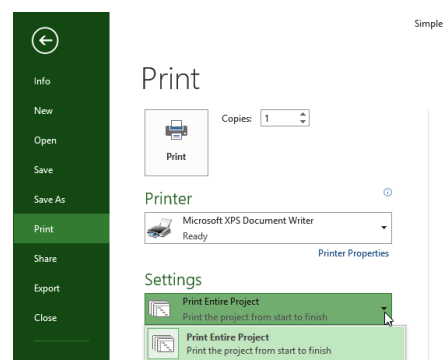 Simple
Info
New
Open
Save
Save As
Print
Share
Export
Close
Print
Copies: 1
Print
Printer
Microsoft XPS Document Writer
Ready
Printer Properties
Settings
Print Entire Project
Print the project from start to finish
Print Entire Project
Print the project from start to finish